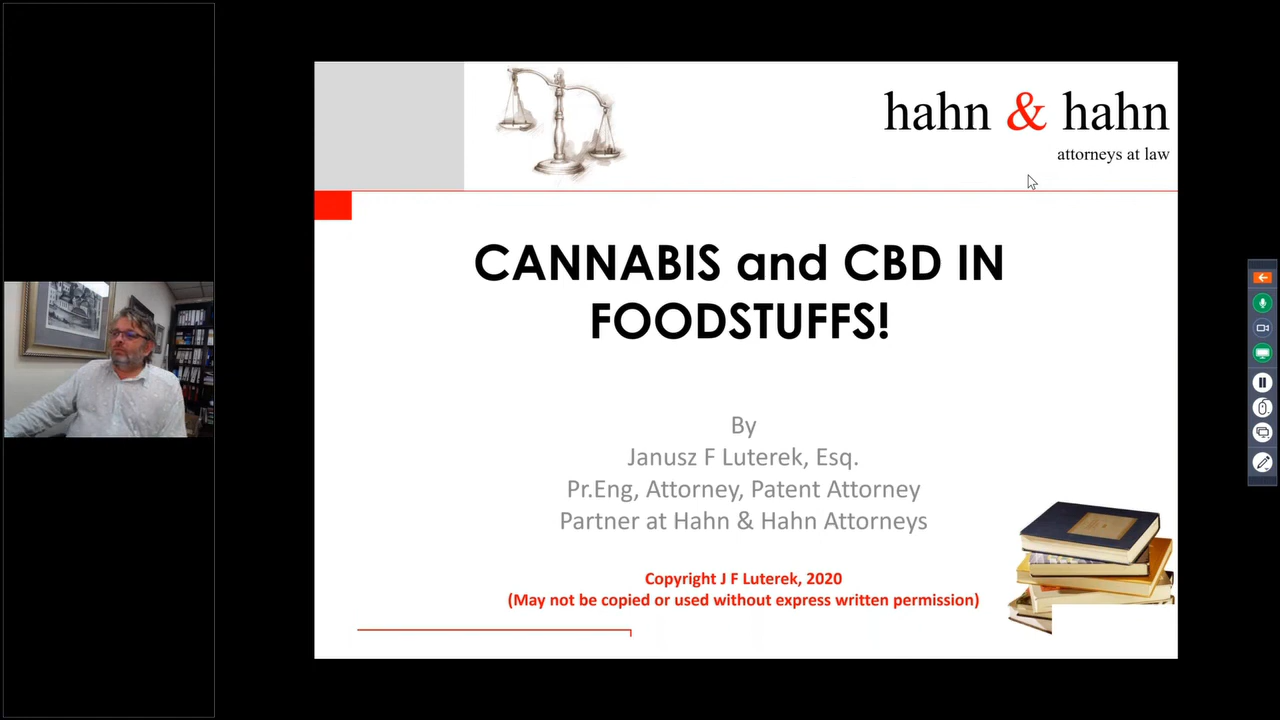 hahn & hahn
attorneys at law
CANNABIS and CBD IN
FOODSTUFFS!
By
Janusz F Luterek, Esq.
Pr.Eng, Attorney, Patent Attorney
Partner at Hahn & Hahn Attorneys
Copyright J F Luterek, 2020
(May not be copied or used without express written permission)